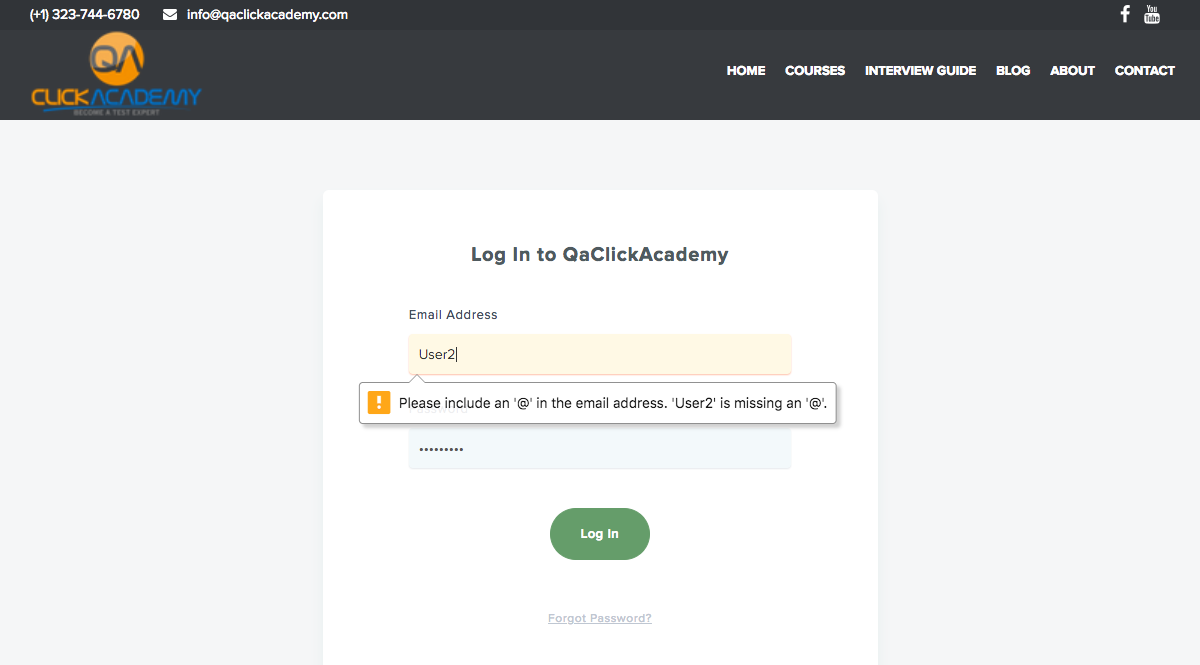 (+1) 323-744-6780 info@qaclickacademy.com You Tube
QA
CLICKACADEMY
BECOME A TEST EXPERT
HOME COURSES INTERVIEW GUIDE BLOG ABOUT CONTACT
Log In to QaClickAcademy
Email Address
User2
Please include an '@' in the email address. 'User2' is missing an '@'.
•••••••••
Log In
Forgot Password?